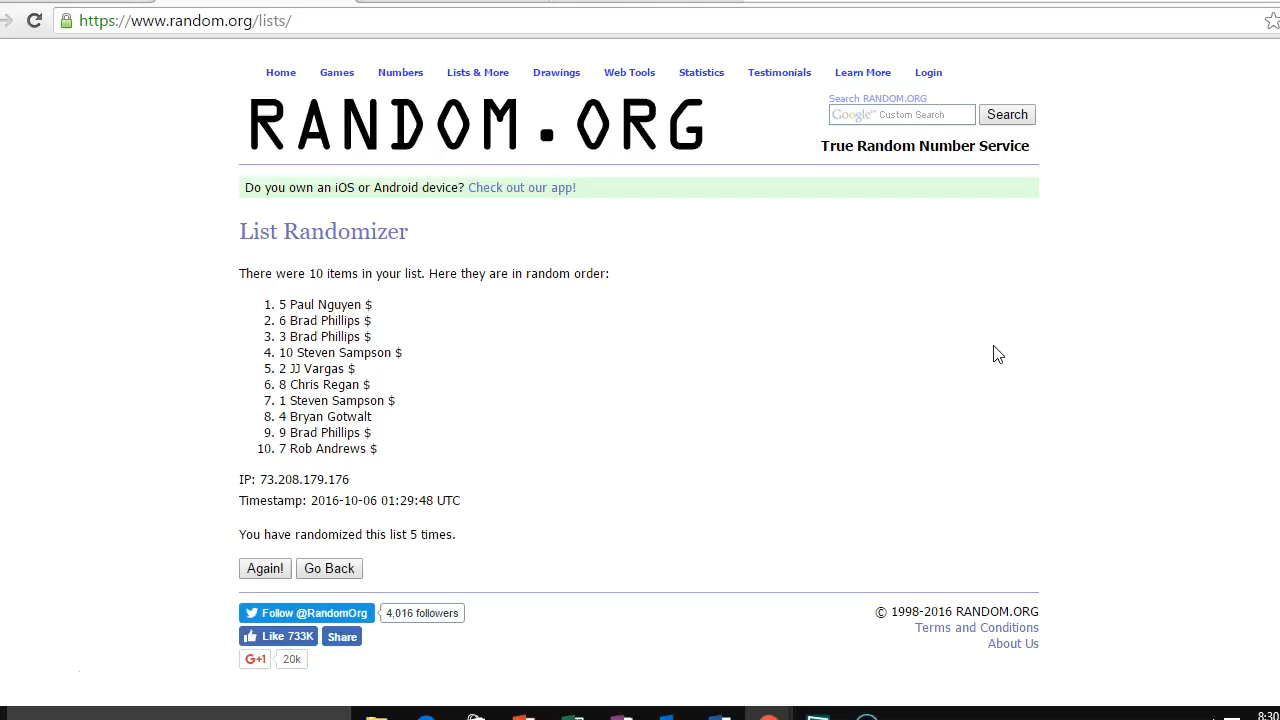 https://www.random.org/lists/
Home Games Numbers Lists & More Drawings Web Tools Statistics Testimonials Learn More Login
RANDOM.ORG
Search RANDOM.ORG
Google™ Custom Search Search
True Random Number Service
Do you own an iOS or Android device? Check out our app!
List Randomizer
There were 10 items in your list. Here they are in random order:
1. 5 Paul Nguyen $
2. 6 Brad Phillips $
3. 3 Brad Phillips $
4. 10 Steven Sampson $
5. 2 JJ Vargas $
6. 8 Chris Regan $
7. 1 Steven Sampson $
8. 4 Bryan Gotwalt
9. 9 Brad Phillips $
10. 7 Rob Andrews $
IP: 73.208.179.176
Timestamp: 2016-10-06 01:29:48 UTC
You have randomized this list 5 times.
Again! Go Back
Follow @RandomOrg 4,016 followers
Like 733K Share
G+1 20k
© 1998-2016 RANDOM.ORG
Terms and Conditions
About Us
8:30